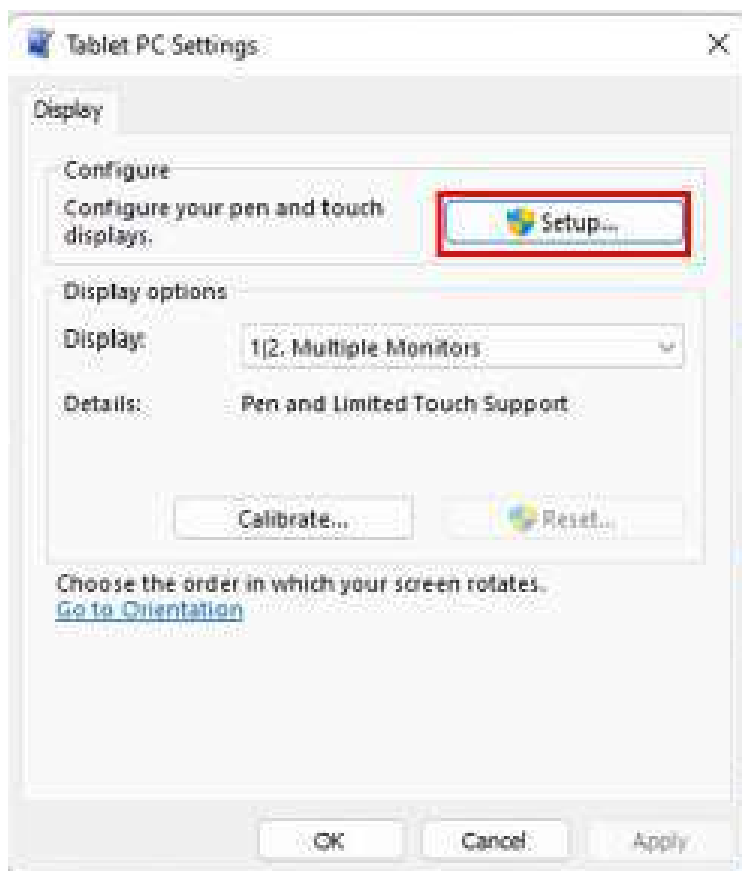 Tablet PC Settings
Display
Configure
Configure your pen and touch
displays.
Setup...
Display options
Display:
1|2. Multiple Monitors
Details:
Pen and Limited Touch Support
Calibrate...
Reset...
Choose the order in which your screen rotates.
Go to Orientation
OK
Cancel
Apply